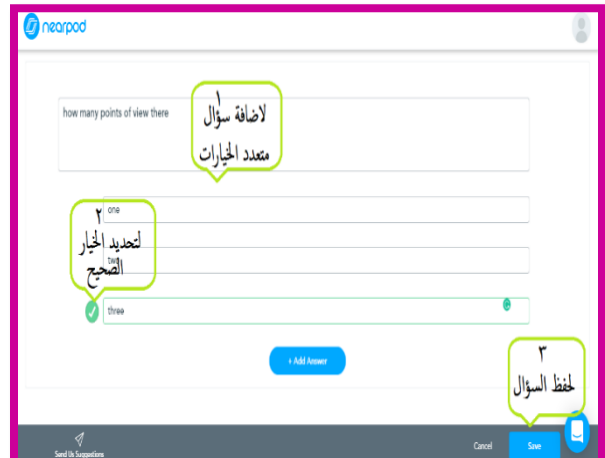 nearpod
how many points of view there
١
لاضافة سؤال
متعدد الخيارات
one
٢
لتحديد الخيار
الصحيح
two
three
+ Add Answer
٣
لحفظ السؤال
Send Us Suggestions
Cancel
Save